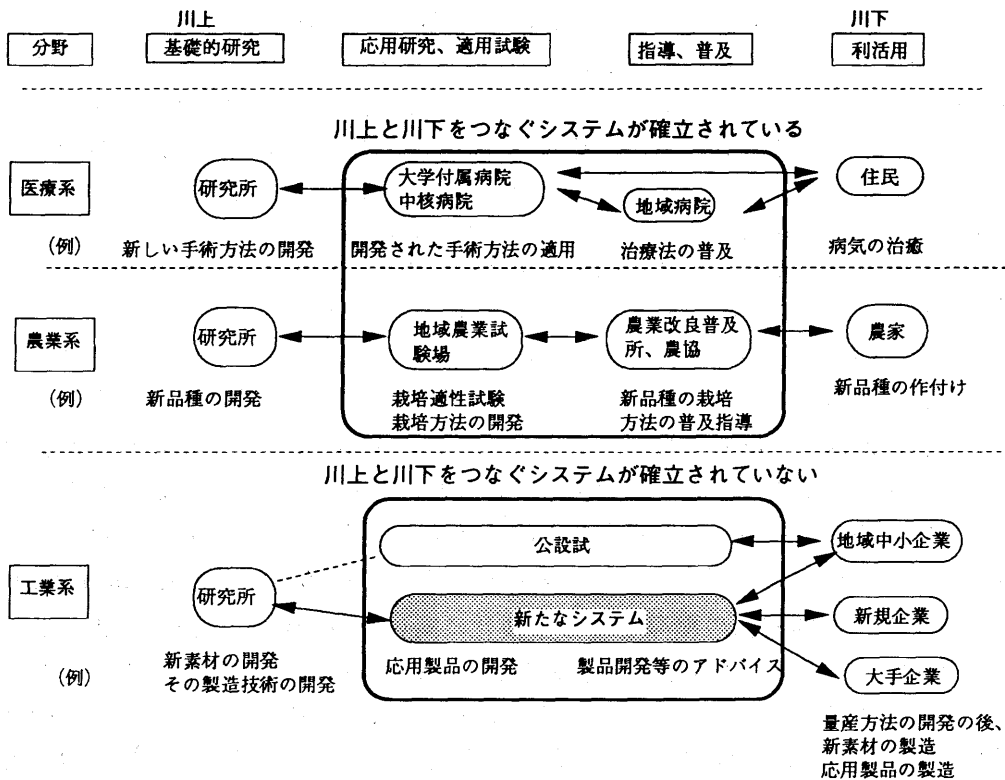 川上
川下
分野
基礎的研究
応用研究、適用試験
指導、普及
利活用
川上と川下をつなぐシステムが確立されている
医療系
研究所
大学付属病院
中核病院
地域病院
住民
(例)
新しい手術方法の開発
開発された手術方法の適用
治療法の普及
病気の治癒
農業系
研究所
地域農業試
験場
農業改良普及
所、農協
農家
(例)
新品種の開発
栽培適性試験
栽培方法の開発
新品種の栽培
方法の普及指導
新品種の作付け
川上と川下をつなぐシステムが確立されていない
公設試
地域中小企業
工業系
研究所
新たなシステム
新規企業
(例)
新素材の開発
その製造技術の開発
応用製品の開発
製品開発等のアドバイス
大手企業
量産方法の開発の後、
新素材の製造
応用製品の製造